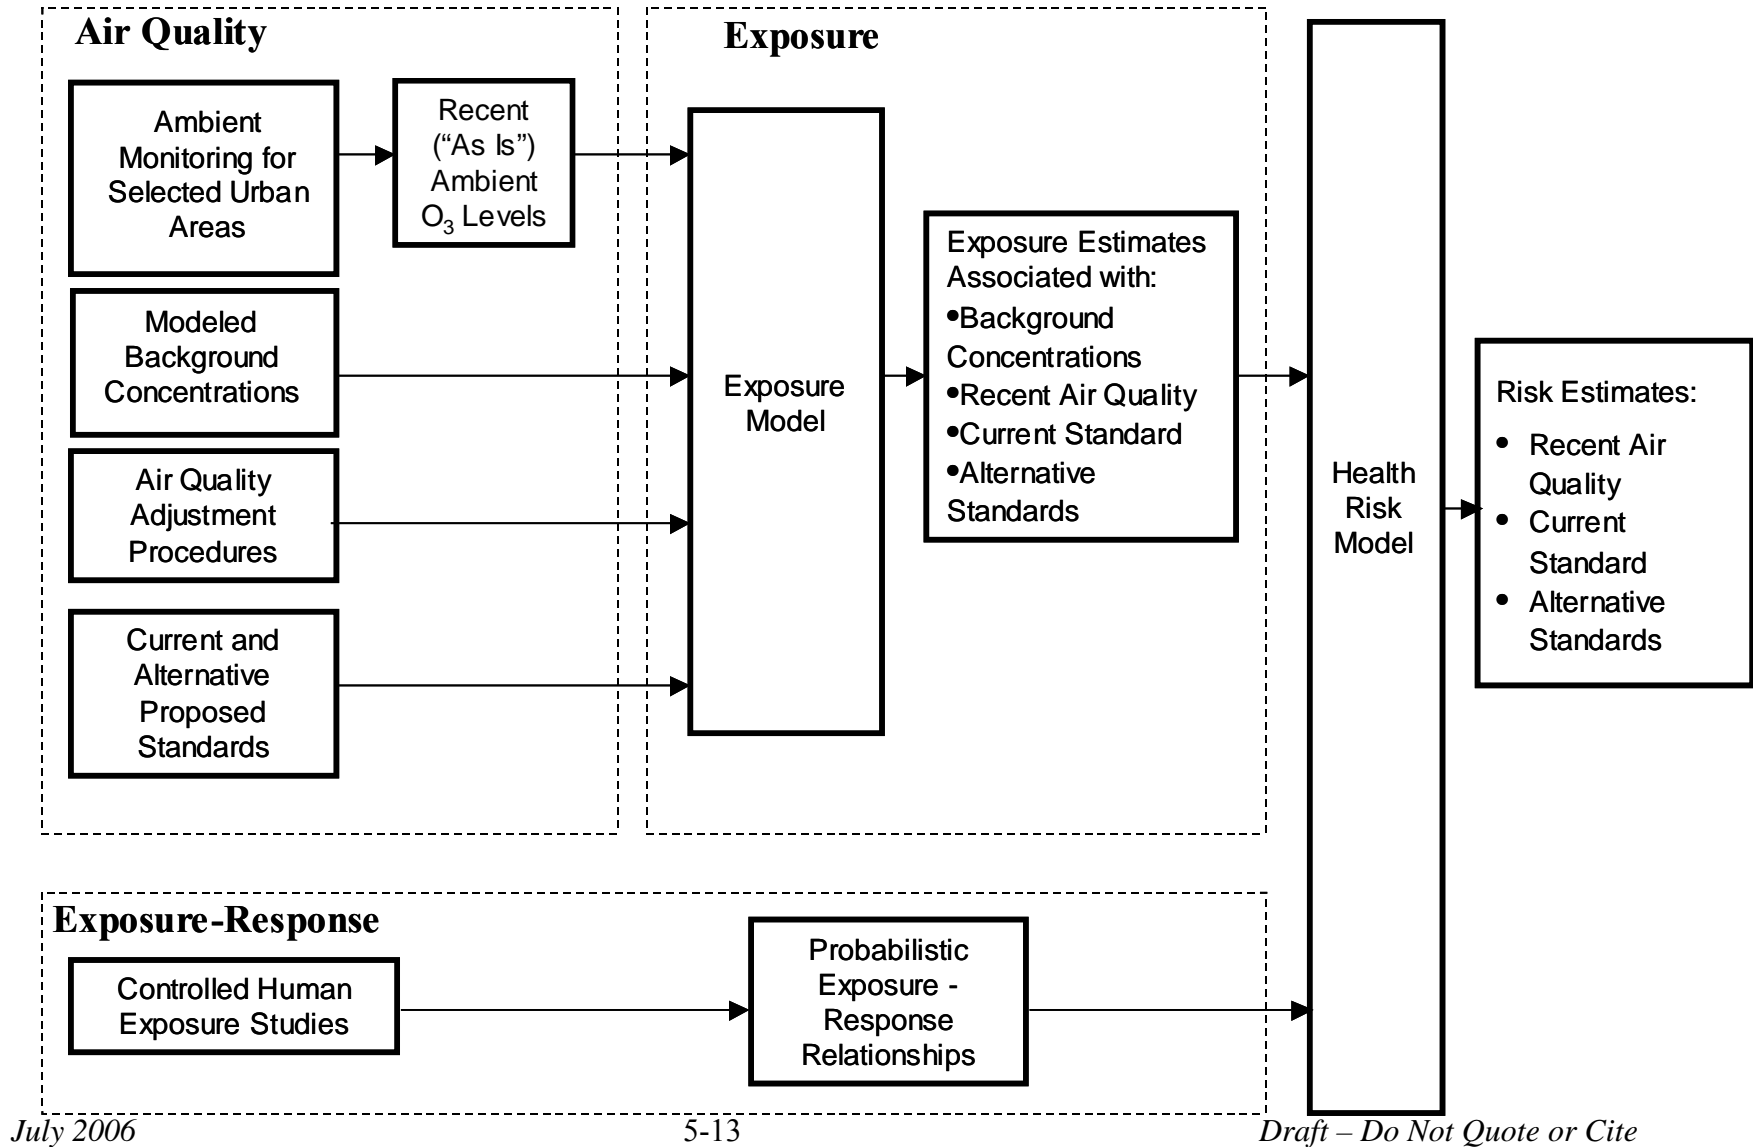 Air Quality
Ambient
Monitoring for
Selected Urban
Areas
Recent
(“As Is”)
Ambient
O3 Levels
Modeled
Background
Concentrations
Air Quality
Adjustment
Procedures
Current and
Alternative
Proposed
Standards
Exposure
Exposure
Model
Exposure Estimates
Associated with:
•Background
Concentrations
•Recent Air Quality
•Current Standard
•Alternative
Standards
Exposure-Response
Controlled Human
Exposure Studies
Probabilistic
Exposure -
Response
Relationships
Health
Risk
Model
Risk Estimates:
• Recent Air
Quality
• Current
Standard
• Alternative
Standards
July 2006
5-13
Draft – Do Not Quote or Cite